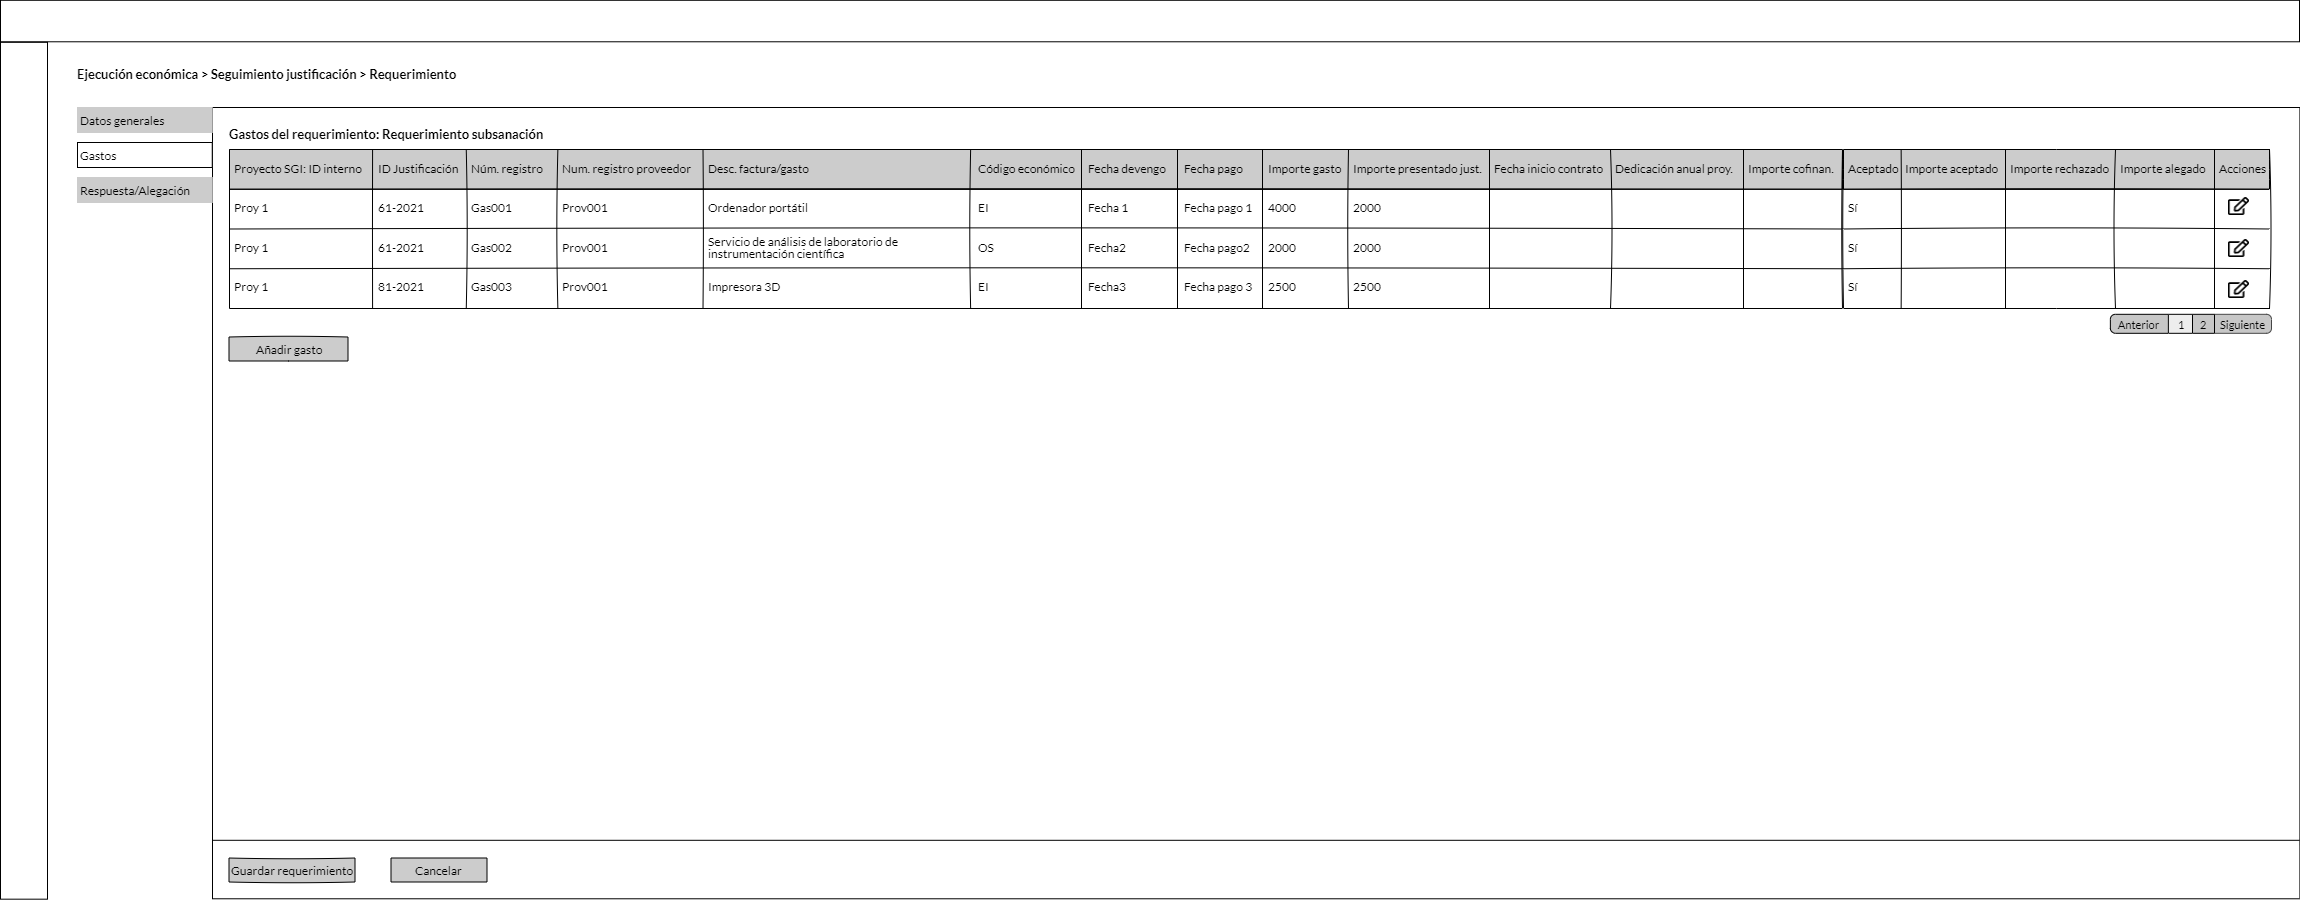 Ejecución económica > Seguimiento justificación > Requerimiento
Datos generales
Gastos
Respuesta/Alegación
Gastos del requerimiento: Requerimiento subsanación
Proyecto SGI: ID interno ID Justificación Núm. registro Num. registro proveedor Desc. factura/gasto Código económico Fecha devengo Fecha pago Importe gasto Importe presentado just. Fecha inicio contrato Dedicación anual proy. Importe cofinan. Aceptado Importe aceptado Importe rechazado Importe alegado Acciones
Proy 1 61-2021 Gas001 Prov001 Ordenador portátil EI Fecha 1 Fecha pago 1 4000 2000 Sí
Proy 1 61-2021 Gas002 Prov001 Servicio de análisis de laboratorio de
instrumentación científica OS Fecha2 Fecha pago2 2000 2000 Sí
Proy 1 81-2021 Gas003 Prov001 Impresora 3D EI Fecha3 Fecha pago 3 2500 2500 Sí
Anterior 1 2 Siguiente
Añadir gasto
Guardar requerimiento Cancelar